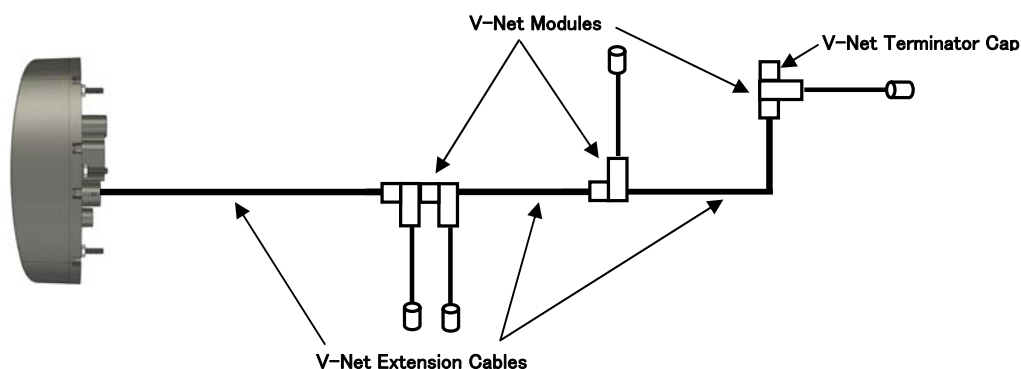 V-Net Modules
V-Net Terminator Cap
V-Net Extension Cables